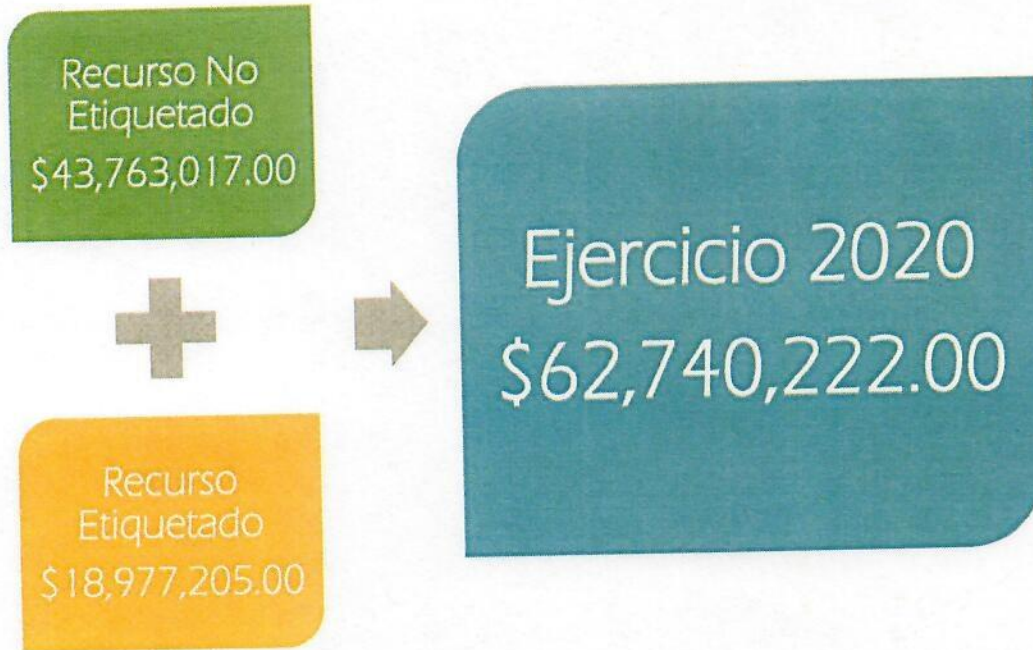 Recurso No
Etiquetado
$43,763,017.00
Recurso
Etiquetado
$18,977,205.00
Ejercicio 2020
$62,740,222.00